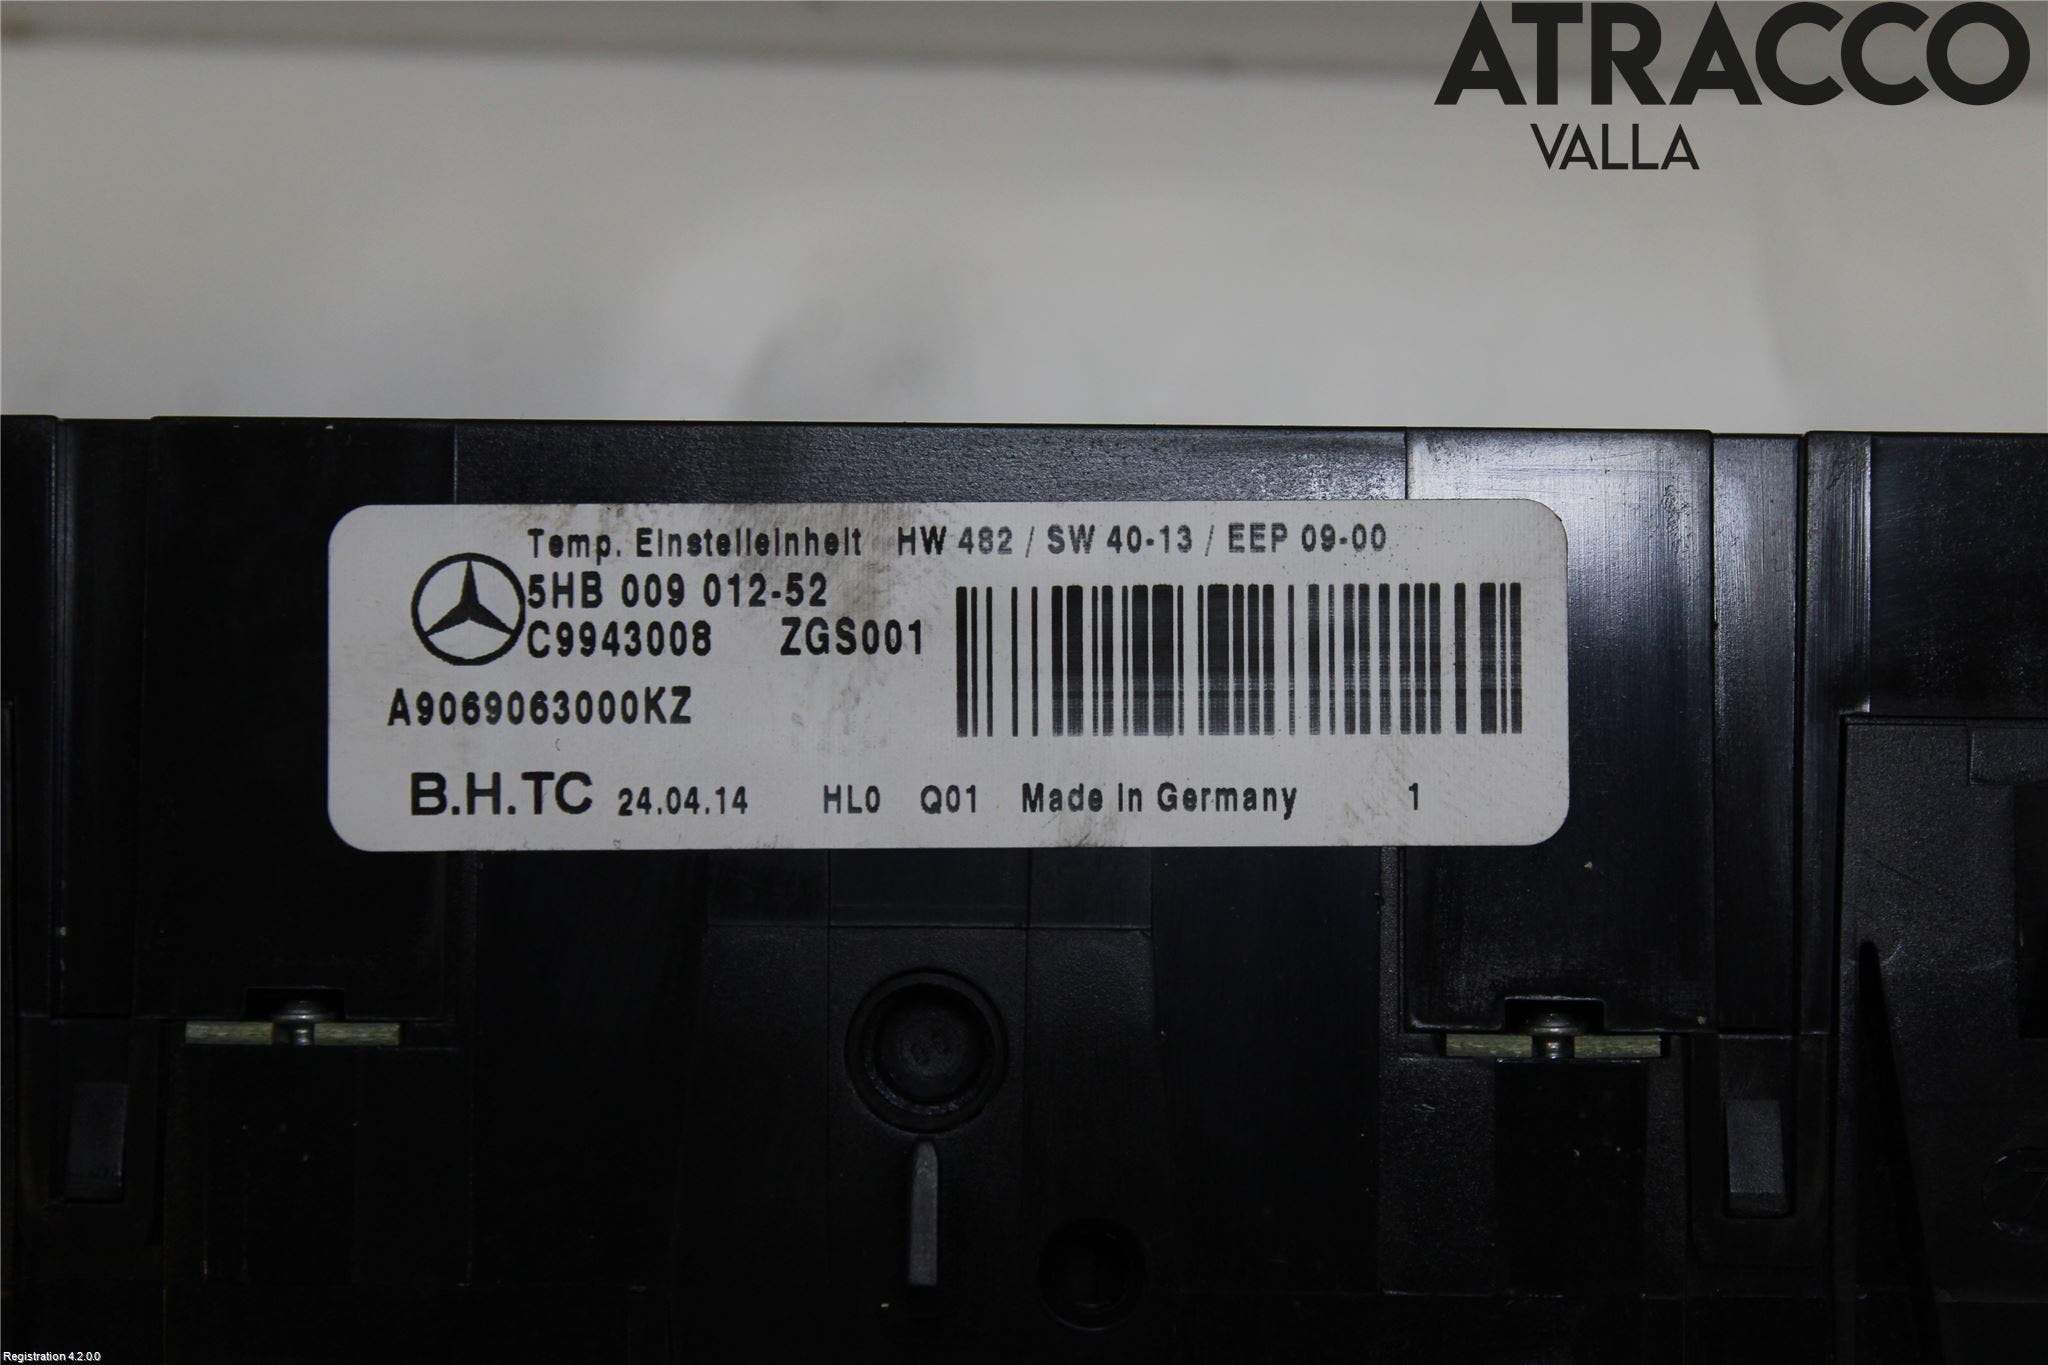 ATRACCO
VALLA
Temp. Einstelleinheit HW 482 / SW 40-13 / EEP 09-00
5HB 009 012-52
C9943008 ZGS001
A9069063000KZ
B.H.TC 24.04.14 HL0 Q01 Made in Germany 1
Registration 4.2.0.0